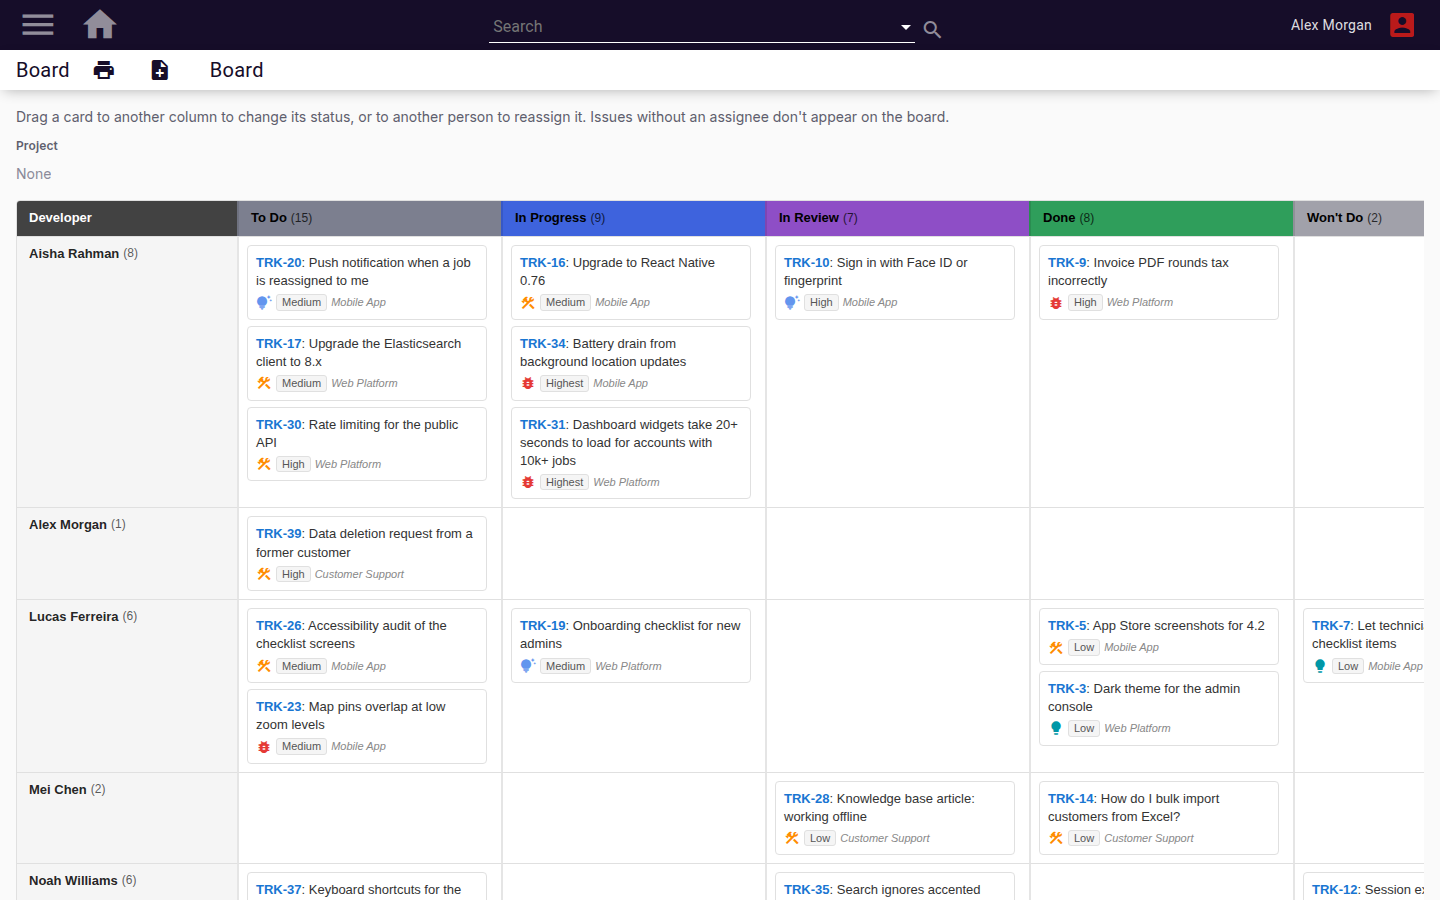 Search
Alex Morgan
Board
Board
Drag a card to another column to change its status, or to another person to reassign it. Issues without an assignee don't appear on the board.
Project
None
Developer
To Do (15)
In Progress (9)
In Review (7)
Done (8)
Won't Do (2)
Aisha Rahman (8)
TRK-20: Push notification when a job
is reassigned to me
Medium Mobile App
TRK-17: Upgrade the Elasticsearch
client to 8.x
Medium Web Platform
TRK-30: Rate limiting for the public
API
High Web Platform
TRK-16: Upgrade to React Native
0.76
Medium Mobile App
TRK-34: Battery drain from
background location updates
Highest Mobile App
TRK-31: Dashboard widgets take 20+
seconds to load for accounts with
10k+ jobs
Highest Web Platform
TRK-10: Sign in with Face ID or
fingerprint
High Mobile App
TRK-9: Invoice PDF rounds tax
incorrectly
High Web Platform
Alex Morgan (1)
TRK-39: Data deletion request from a
former customer
High Customer Support
Lucas Ferreira (6)
TRK-26: Accessibility audit of the
checklist screens
Medium Mobile App
TRK-23: Map pins overlap at low
zoom levels
Medium Mobile App
TRK-19: Onboarding checklist for new
admins
Medium Web Platform
TRK-5: App Store screenshots for 4.2
Low Mobile App
TRK-3: Dark theme for the admin
console
Low Web Platform
TRK-7: Let technici
checklist items
Low Mobile App
Mei Chen (2)
TRK-28: Knowledge base article:
working offline
Low Customer Support
TRK-14: How do I bulk import
customers from Excel?
Low Customer Support
Noah Williams (6)
TRK-37: Keyboard shortcuts for the
TRK-35: Search ignores accented
TRK-12: Session ex